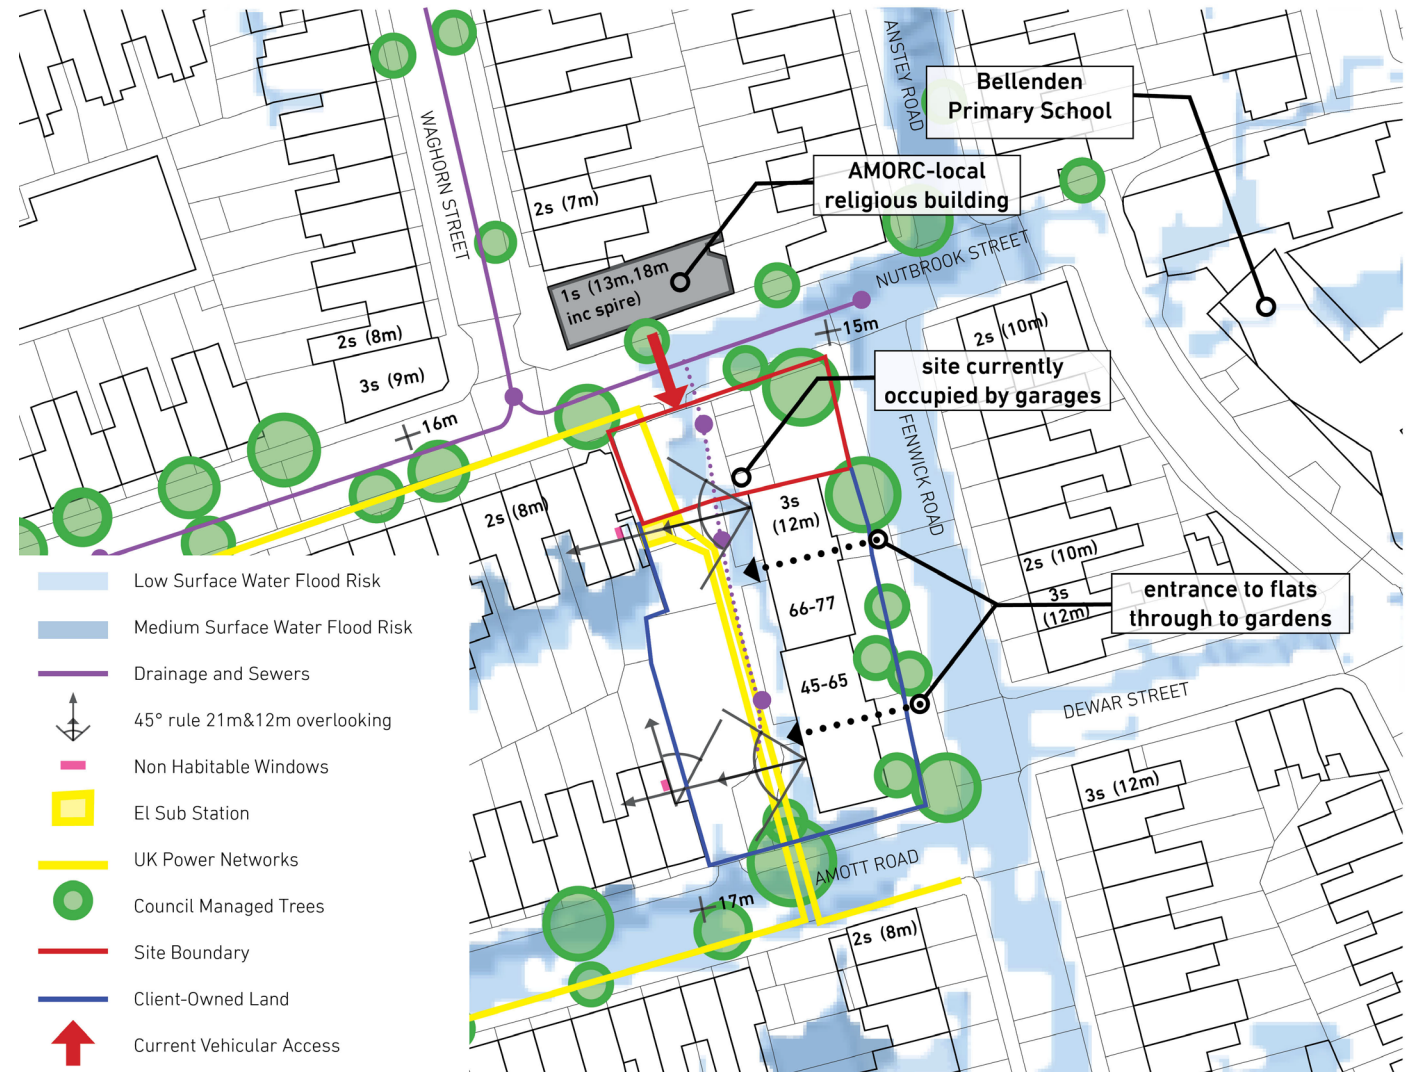 ANSTEY ROAD
Bellenden
Primary School
WAGHORN STREET
AMORC-local
religious building
2s (7m)
NUTBROOK STREET
1s (13m,18m
inc spire)
15m
2s (10m)
2s (8m)
3s (9m)
site currently
occupied by garages
16m
FENWICK ROAD
2s (8m)
3s
(12m)
2s (10m)
3s
(12m)
entrance to flats
through to gardens
66-77
45-65
DEWAR STREET
3s (12m)
AMOTT ROAD
17m
2s (8m)
Low Surface Water Flood Risk
Medium Surface Water Flood Risk
Drainage and Sewers
45° rule 21m&12m overlooking
Non Habitable Windows
El Sub Station
UK Power Networks
Council Managed Trees
Site Boundary
Client-Owned Land
Current Vehicular Access